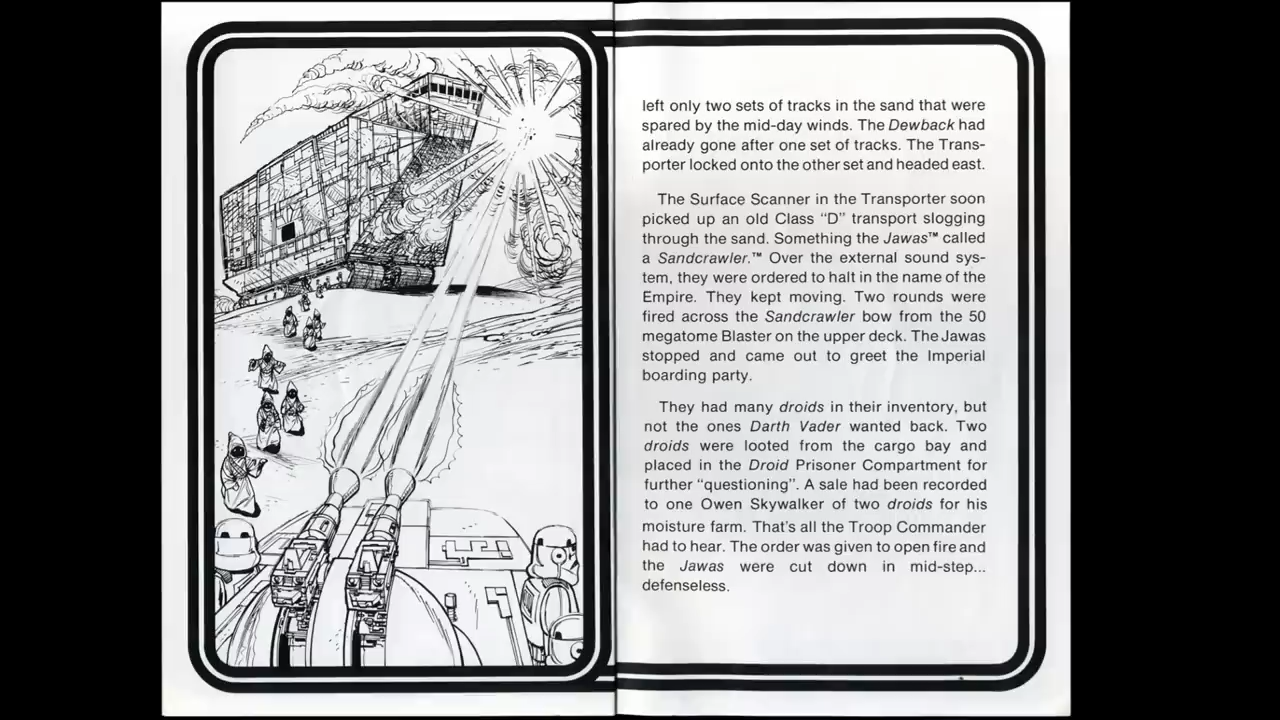 left only two sets of tracks in the sand that were
spared by the mid-day winds. The Dewback had
already gone after one set of tracks. The Trans-
porter locked onto the other set and headed east.
The Surface Scanner in the Transporter soon
picked up an old Class “D” transport slogging
through the sand. Something the Jawas™ called
a Sandcrawler.™ Over the external sound sys-
tem, they were ordered to halt in the name of the
Empire. They kept moving. Two rounds were
fired across the Sandcrawler bow from the 50
megatome Blaster on the upper deck. The Jawas
stopped and came out to greet the Imperial
boarding party.
They had many droids in their inventory, but
not the ones Darth Vader wanted back. Two
droids were looted from the cargo bay and
placed in the Droid Prisoner Compartment for
further “questioning”. A sale had been recorded
to one Owen Skywalker of two droids for his
moisture farm. That’s all the Troop Commander
had to hear. The order was given to open fire and
the Jawas were cut down in mid-step...
defenseless.